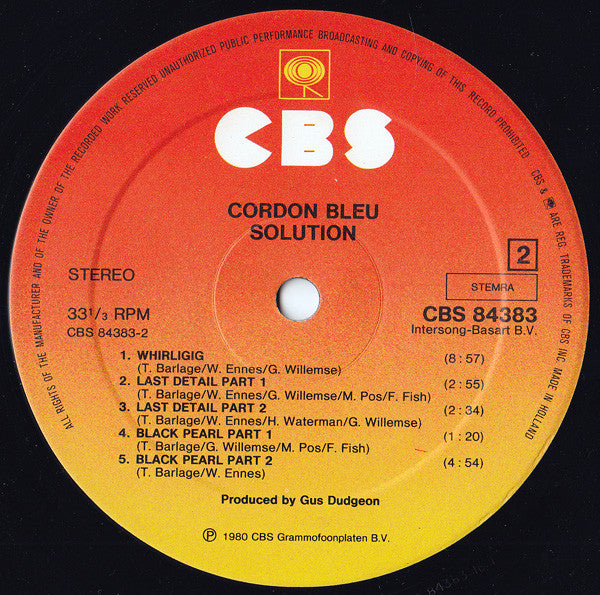 ALL RIGHTS OF THE MANUFACTURER AND OF THE OWNER OF THE RECORDED WORK RESERVED UNAUTHORIZED PUBLIC PERFORMANCE BROADCASTING AND COPYING OF THIS RECORD PROHIBITED. CBS & ARE REG. TRADEMARKS OF CBS INC. MADE IN HOLLAND
CBS
CORDON BLEU
SOLUTION
2
STEREO
STEMRA
33 1/3 RPM
CBS 84383
CBS 84383-2
Intersong-Basart B.V.
1. WHIRLIGIG (8:57)
(T. Barlage/W. Ennes/G. Willemse)
2. LAST DETAIL PART 1 (2:55)
(T. Barlage/W. Ennes/G. Willemse/M. Pos/F. Fish)
3. LAST DETAIL PART 2 (2:34)
(T. Barlage/W. Ennes/H. Waterman/G. Willemse)
4. BLACK PEARL PART 1 (1:20)
(T. Barlage/G. Willemse/M. Pos/F. Fish)
5. BLACK PEARL PART 2 (4:54)
(T. Barlage/W. Ennes)
Produced by Gus Dudgeon
℗ 1980 CBS Grammofoonplaten B.V.